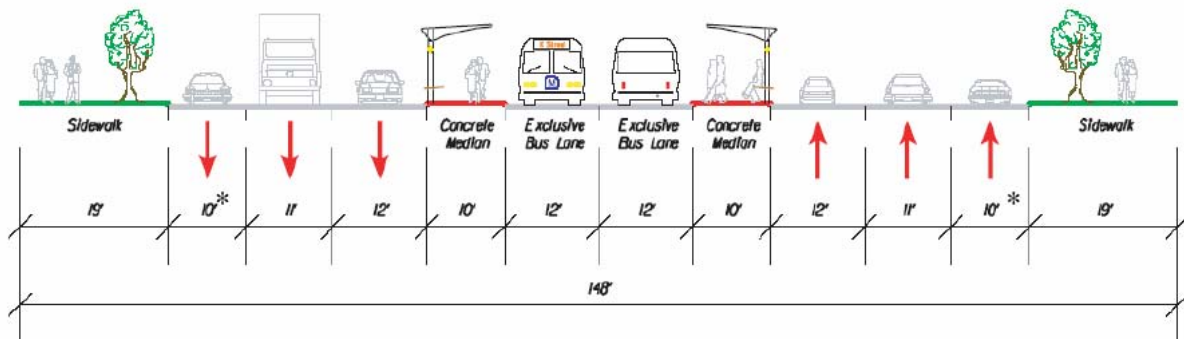 K Street
Sidewalk
Concrete
Median
Exclusive
Bus Lane
Exclusive
Bus Lane
Concrete
Median
Sidewalk
19'
10'*
11'
12'
10'
12'
12'
10'
12'
11'
10' *
19'
148'